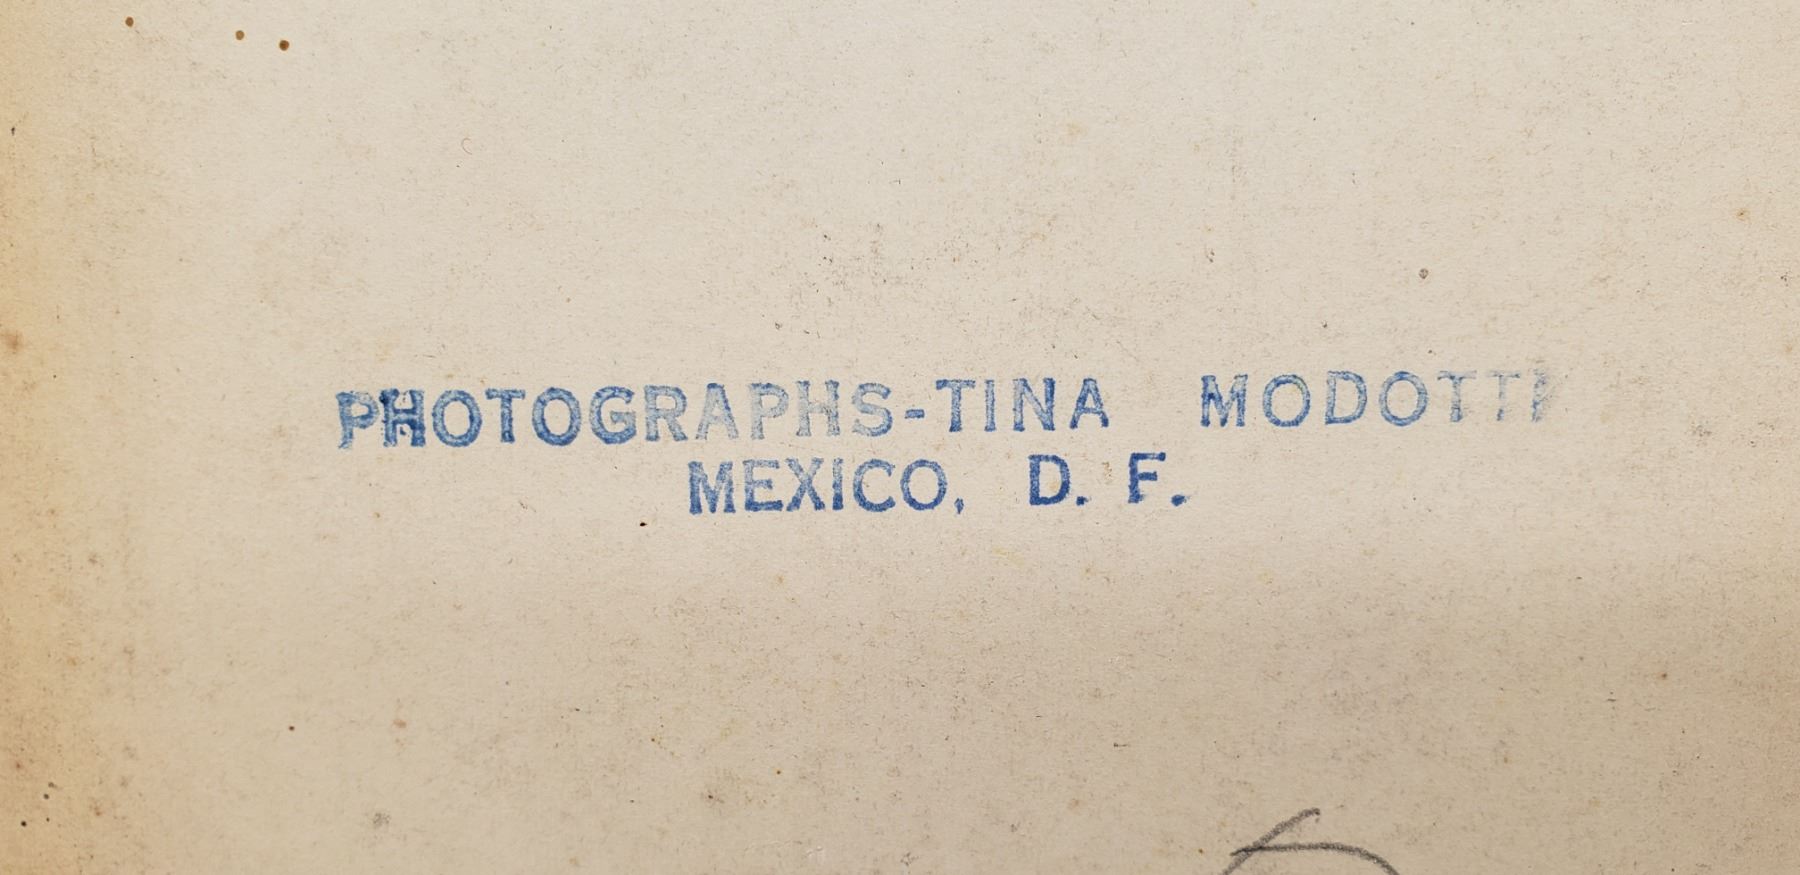 PHOTOGRAPHS-TINA MODOTTI
MEXICO, D. F.